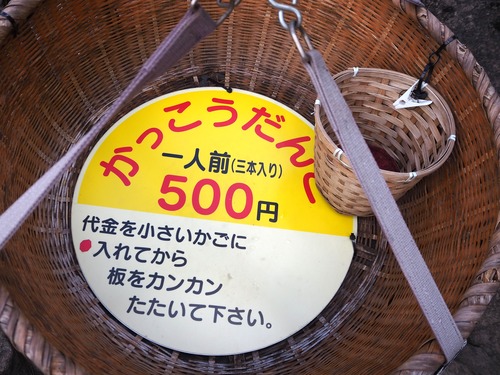 かっこうだんご
一人前(三本入り)
500円
代金を小さいかごに
●入れてから
板をカンカン
たたいて下さい。